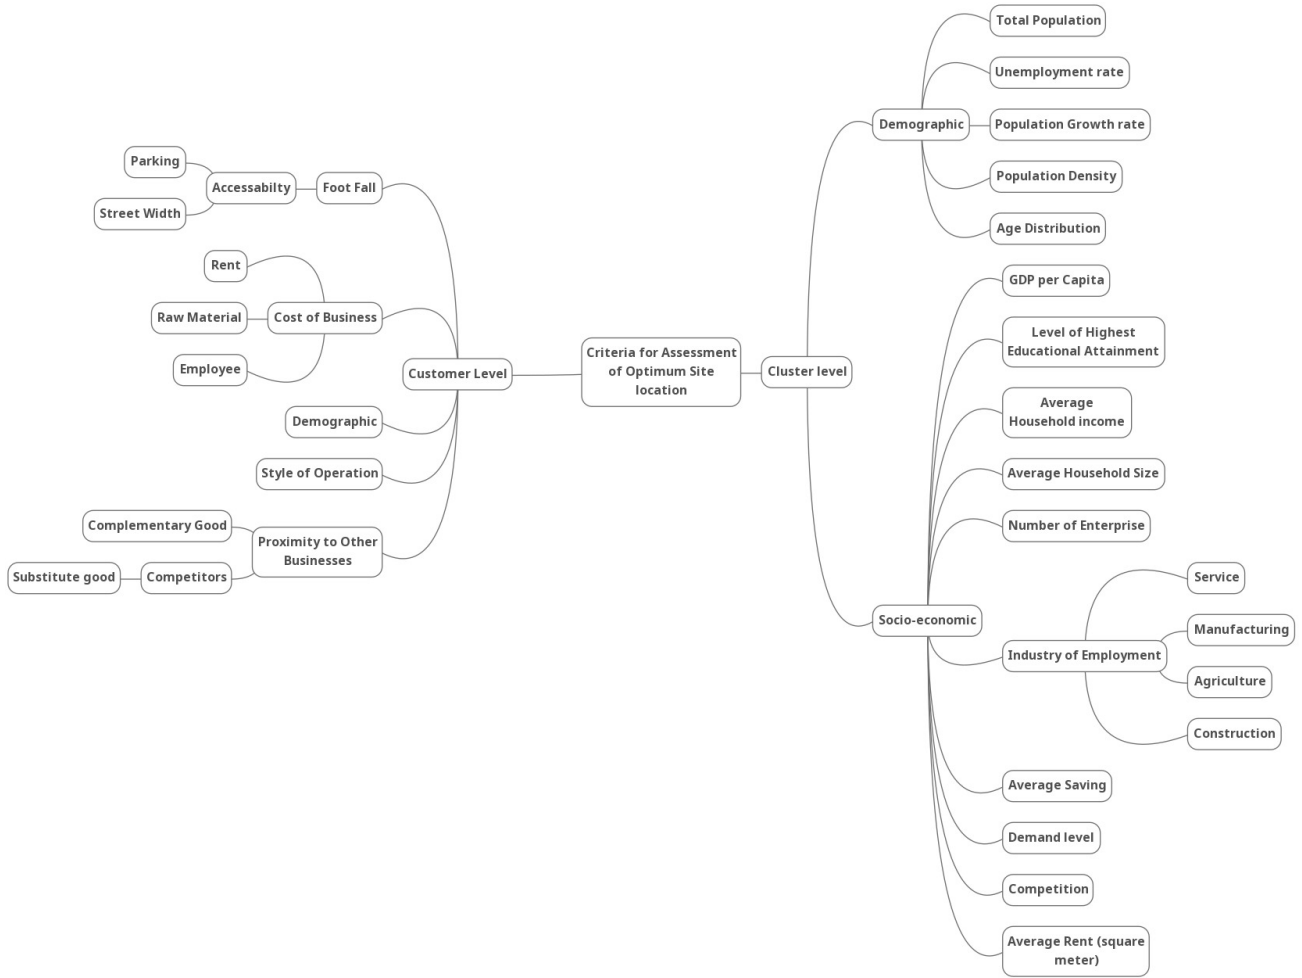 Criteria for Assessment
of Optimum Site
location
Customer Level
Foot Fall
Accessabilty
Parking
Street Width
Cost of Business
Rent
Raw Material
Employee
Demographic
Style of Operation
Proximity to Other
Businesses
Complementary Good
Competitors
Substitute good
Cluster level
Demographic
Total Population
Unemployment rate
Population Growth rate
Population Density
Age Distribution
Socio-economic
GDP per Capita
Level of Highest
Educational Attainment
Average
Household income
Average Household Size
Number of Enterprise
Industry of Employment
Service
Manufacturing
Agriculture
Construction
Average Saving
Demand level
Competition
Average Rent (square
meter)